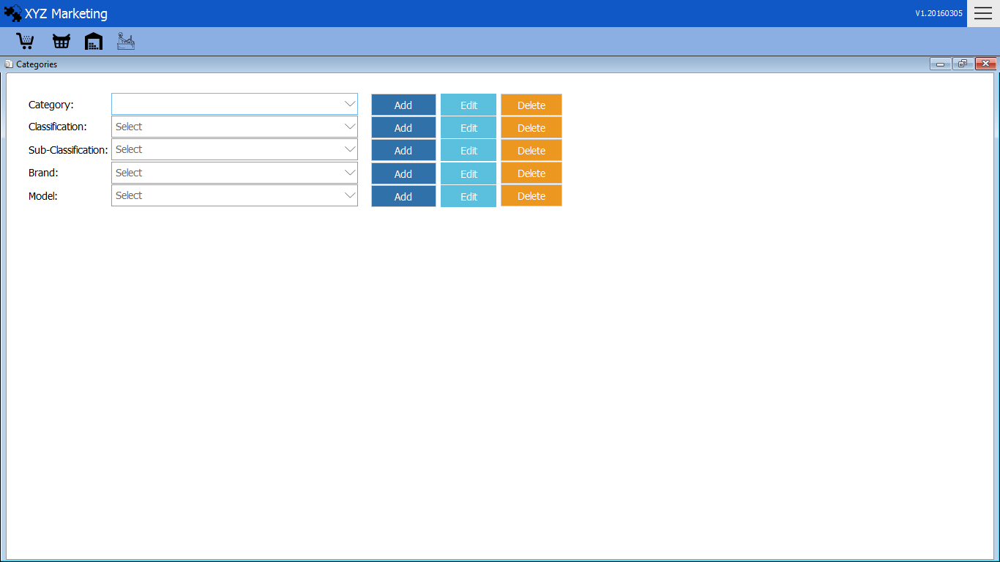 XYZ Marketing V1.20160305
Categories
Category: Add Edit Delete
Classification: Select Add Edit Delete
Sub-Classification: Select Add Edit Delete
Brand: Select Add Edit Delete
Model: Select Add Edit Delete